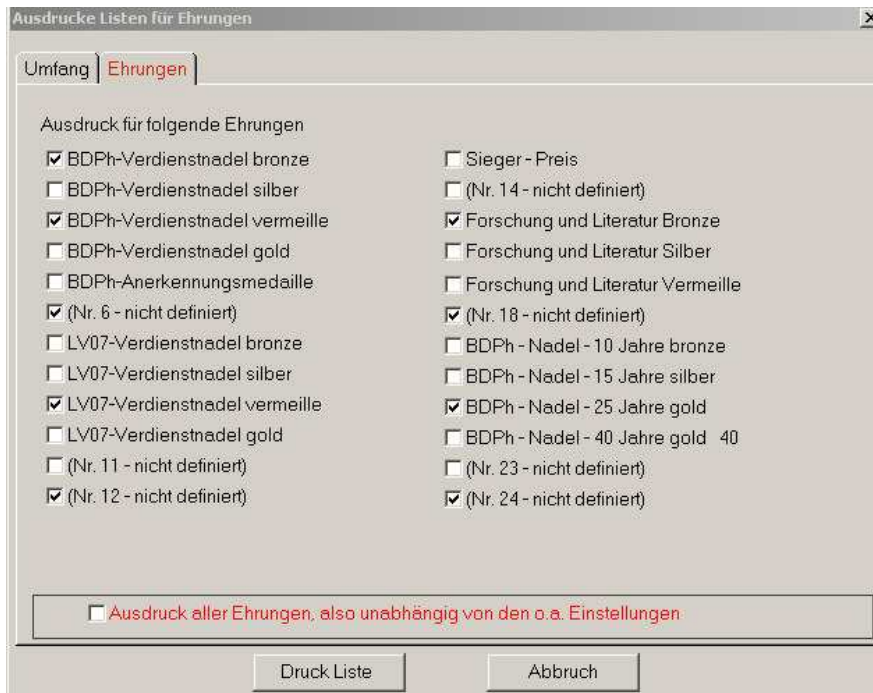 Ausdrucke Listen für Ehrungen
Umfang
Ehrungen
Ausdruck für folgende Ehrungen
BDPh-Verdienstnadel bronze
BDPh-Verdienstnadel silber
BDPh-Verdienstnadel vermeille
BDPh-Verdienstnadel gold
BDPh-Anerkennungsmedaille
(Nr. 6 - nicht definiert)
LV07-Verdienstnadel bronze
LV07-Verdienstnadel silber
LV07-Verdienstnadel vermeille
LV07-Verdienstnadel gold
(Nr. 11 - nicht definiert)
(Nr. 12 - nicht definiert)
Sieger - Preis
(Nr. 14 - nicht definiert)
Forschung und Literatur Bronze
Forschung und Literatur Silber
Forschung und Literatur Vermeille
(Nr. 18 - nicht definiert)
BDPh - Nadel - 10 Jahre bronze
BDPh - Nadel - 15 Jahre silber
BDPh - Nadel - 25 Jahre gold
BDPh - Nadel - 40 Jahre gold 40
(Nr. 23 - nicht definiert)
(Nr. 24 - nicht definiert)
Ausdruck aller Ehrungen, also unabhängig von den o.a. Einstellungen
Druck Liste
Abbruch